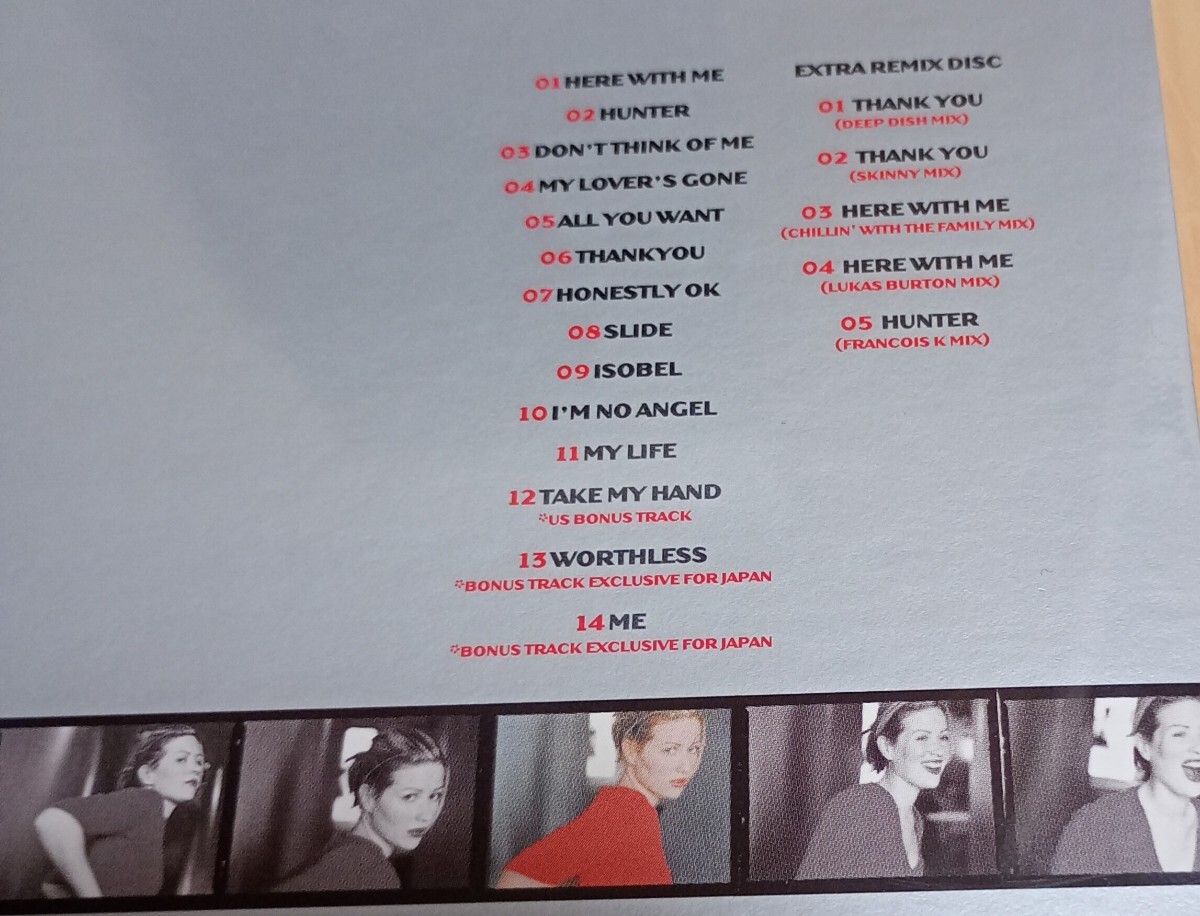 01 HERE WITH ME
02 HUNTER
03 DON'T THINK OF ME
04 MY LOVER'S GONE
05 ALL YOU WANT
06 THANKYOU
07 HONESTLY OK
08 SLIDE
09 ISOBEL
10 I'M NO ANGEL
11 MY LIFE
12 TAKE MY HAND
*US BONUS TRACK
13 WORTHLESS
*BONUS TRACK EXCLUSIVE FOR JAPAN
14 ME
*BONUS TRACK EXCLUSIVE FOR JAPAN
EXTRA REMIX DISC
01 THANK YOU
(DEEP DISH MIX)
02 THANK YOU
(SKINNY MIX)
03 HERE WITH ME
(CHILLIN' WITH THE FAMILY MIX)
04 HERE WITH ME
(LUKAS BURTON MIX)
05 HUNTER
(FRANCOIS K MIX)